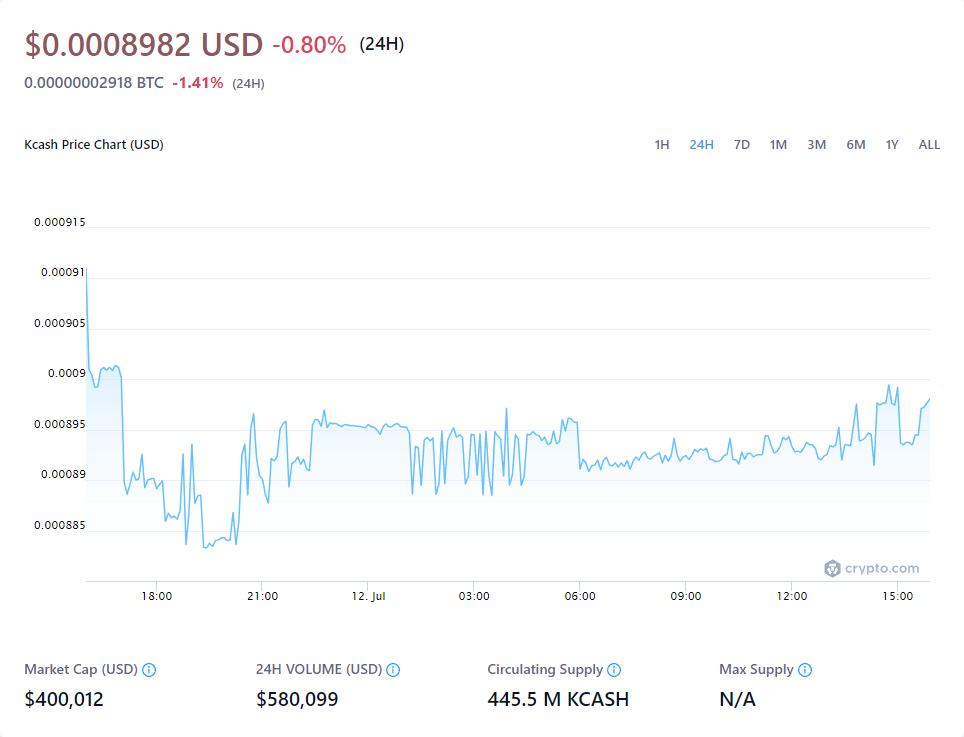 $0.0008982 USD -0.80% (24H)
0.00000002918 BTC -1.41% (24H)
Kcash Price Chart (USD) 1H 24H 7D 1M 3M 6M 1Y ALL
0.000915
0.00091
0.000905
0.0009
0.000895
0.00089
0.000885
crypto.com
18:00 21:00 12. Jul 03:00 06:00 09:00 12:00 15:00
Market Cap (USD) 24H VOLUME (USD) Circulating Supply Max Supply
$400,012 $580,099 445.5 M KCASH N/A